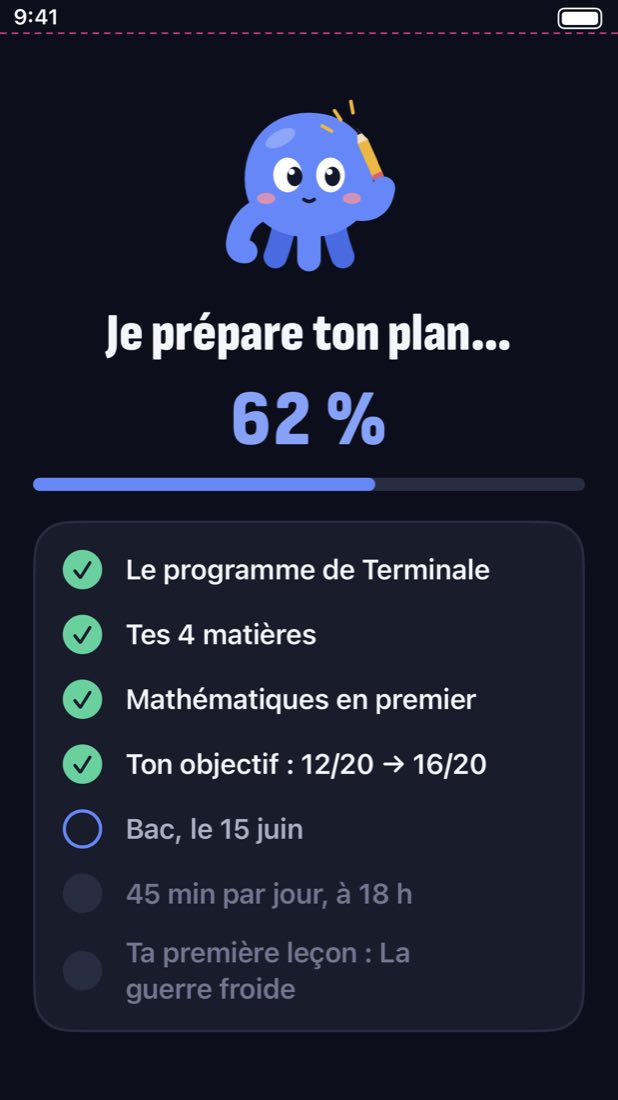 9:41
Je prépare ton plan...
62 %
Le programme de Terminale
Tes 4 matières
Mathématiques en premier
Ton objectif : 12/20 → 16/20
Bac, le 15 juin
45 min par jour, à 18 h
Ta première leçon : La
guerre froide